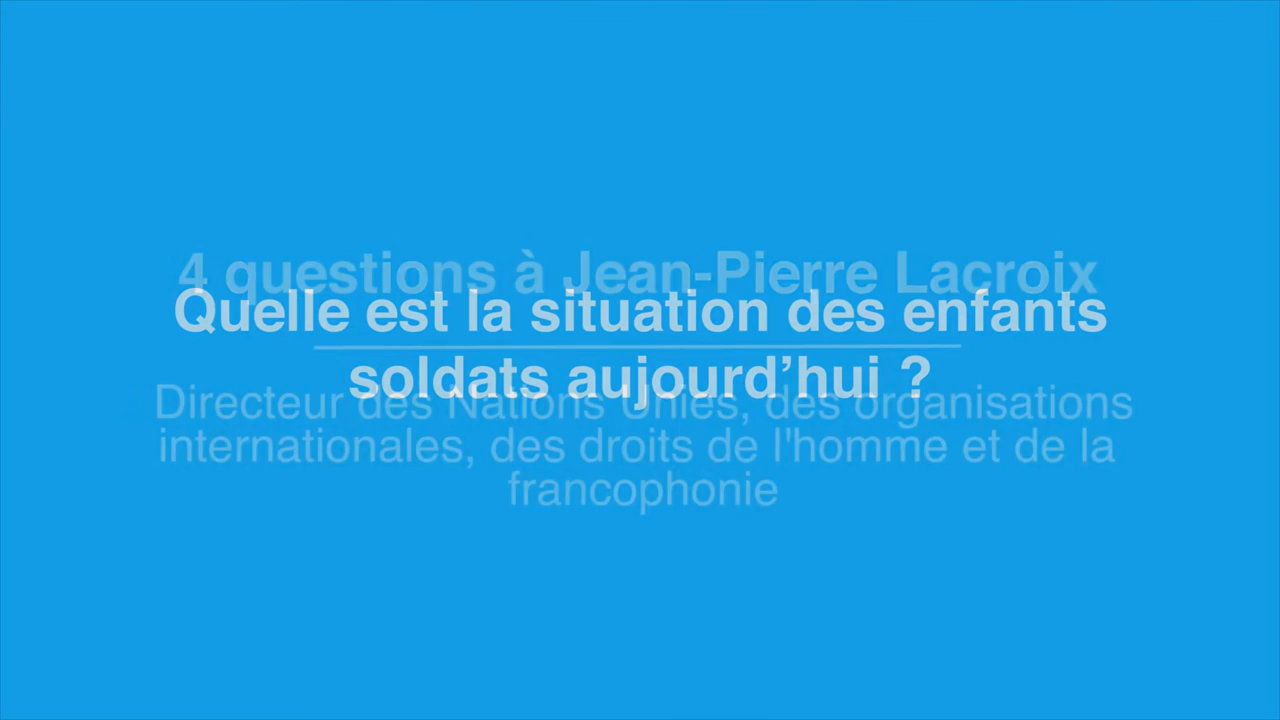 4 questions à Jean-Pierre Lacroix
Quelle est la situation des enfants
soldats aujourd’hui ?
Directeur des Nations Unies, des organisations
internationales, des droits de l'homme et de la
francophonie